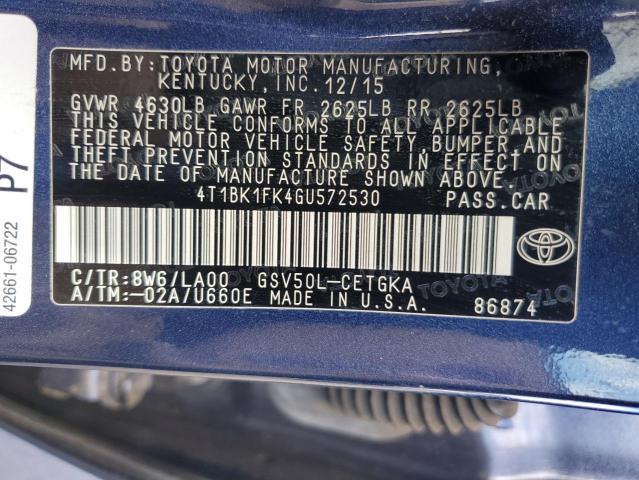 MFD. BY: TOYOTA MOTOR MANUFACTURING,
KENTUCKY, INC. 12/15
GVWR 4630LB GAWR FR 2625LB RR 2625LB
THIS VEHICLE CONFORMS TO ALL APPLICABLE
FEDERAL MOTOR VEHICLE SAFETY, BUMPER, AND
THEFT PREVENTION STANDARDS IN EFFECT ON
THE DATE OF MANUFACTURE SHOWN ABOVE.
4T1BK1FK4GU572530 PASS.CAR
C/TR:8W6/LA00 GSV50L-CETGKA
A/TM:-02A/U660E MADE IN U.S.A.
86874
TOYOTA
42661-06722
P7